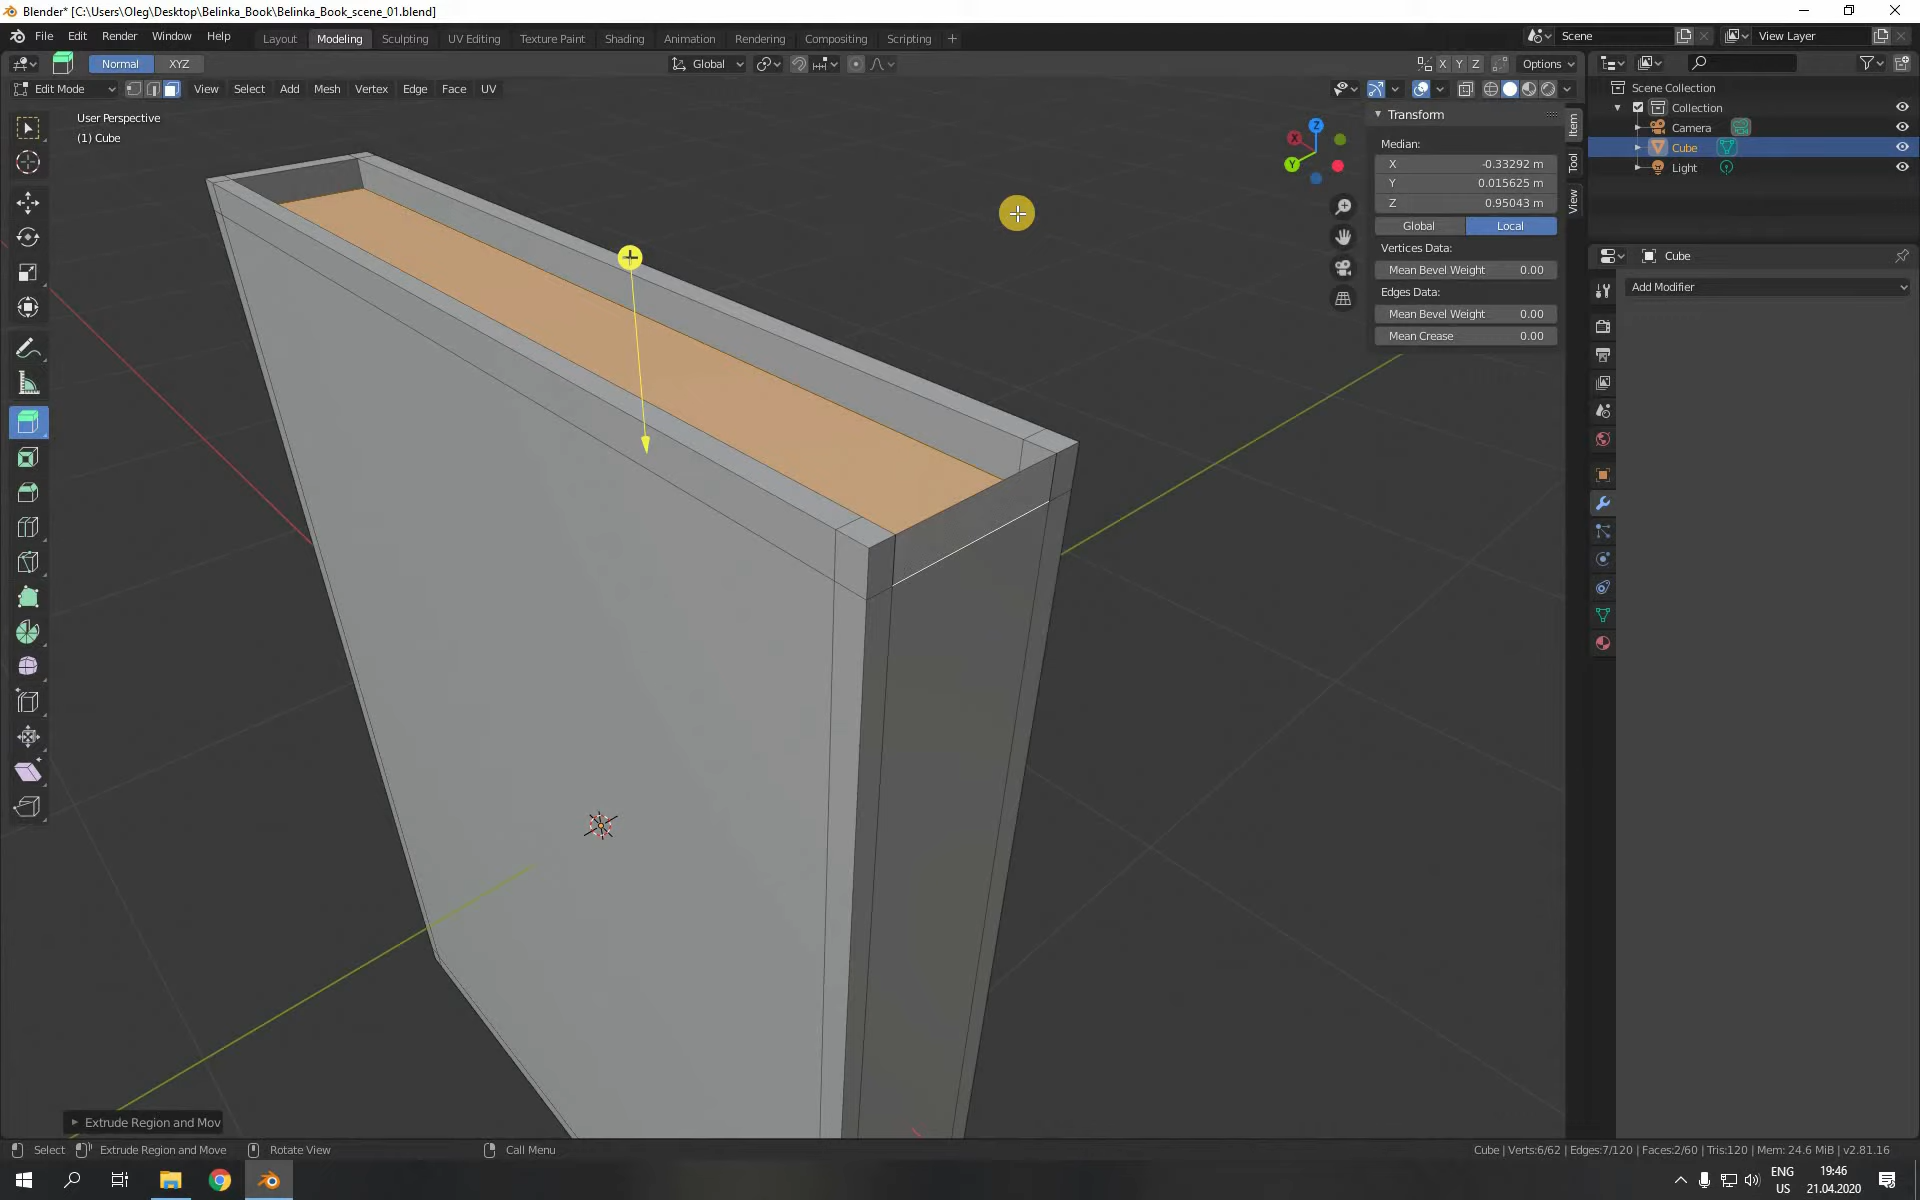 Blender* [C:\Users\Oleg\Desktop\Belinka_Book\Belinka_Book_scene_01.blend]
File Edit Render Window Help Layout Modeling Sculpting UV Editing Texture Paint Shading Animation Rendering Compositing Scripting + Scene View Layer
Normal XYZ Global X Y Z Options
Edit Mode View Select Add Mesh Vertex Edge Face UV
User Perspective
(1) Cube
Z
X
Y
Transform
Median:
X -0.33292 m
Y 0.015625 m
Z 0.95043 m
Global Local
Vertices Data:
Mean Bevel Weight 0.00
Edges Data:
Mean Bevel Weight 0.00
Mean Crease 0.00
Item
Tool
View
Scene Collection
Collection
Camera
Cube
Light
Cube
Add Modifier
Extrude Region and Mov
Select Extrude Region and Move Rotate View Call Menu Cube | Verts:6/62 | Edges:7/120 | Faces:2/60 | Tris:120 | Mem: 24.6 MiB | v2.81.16
ENG
US
19:46
21.04.2020